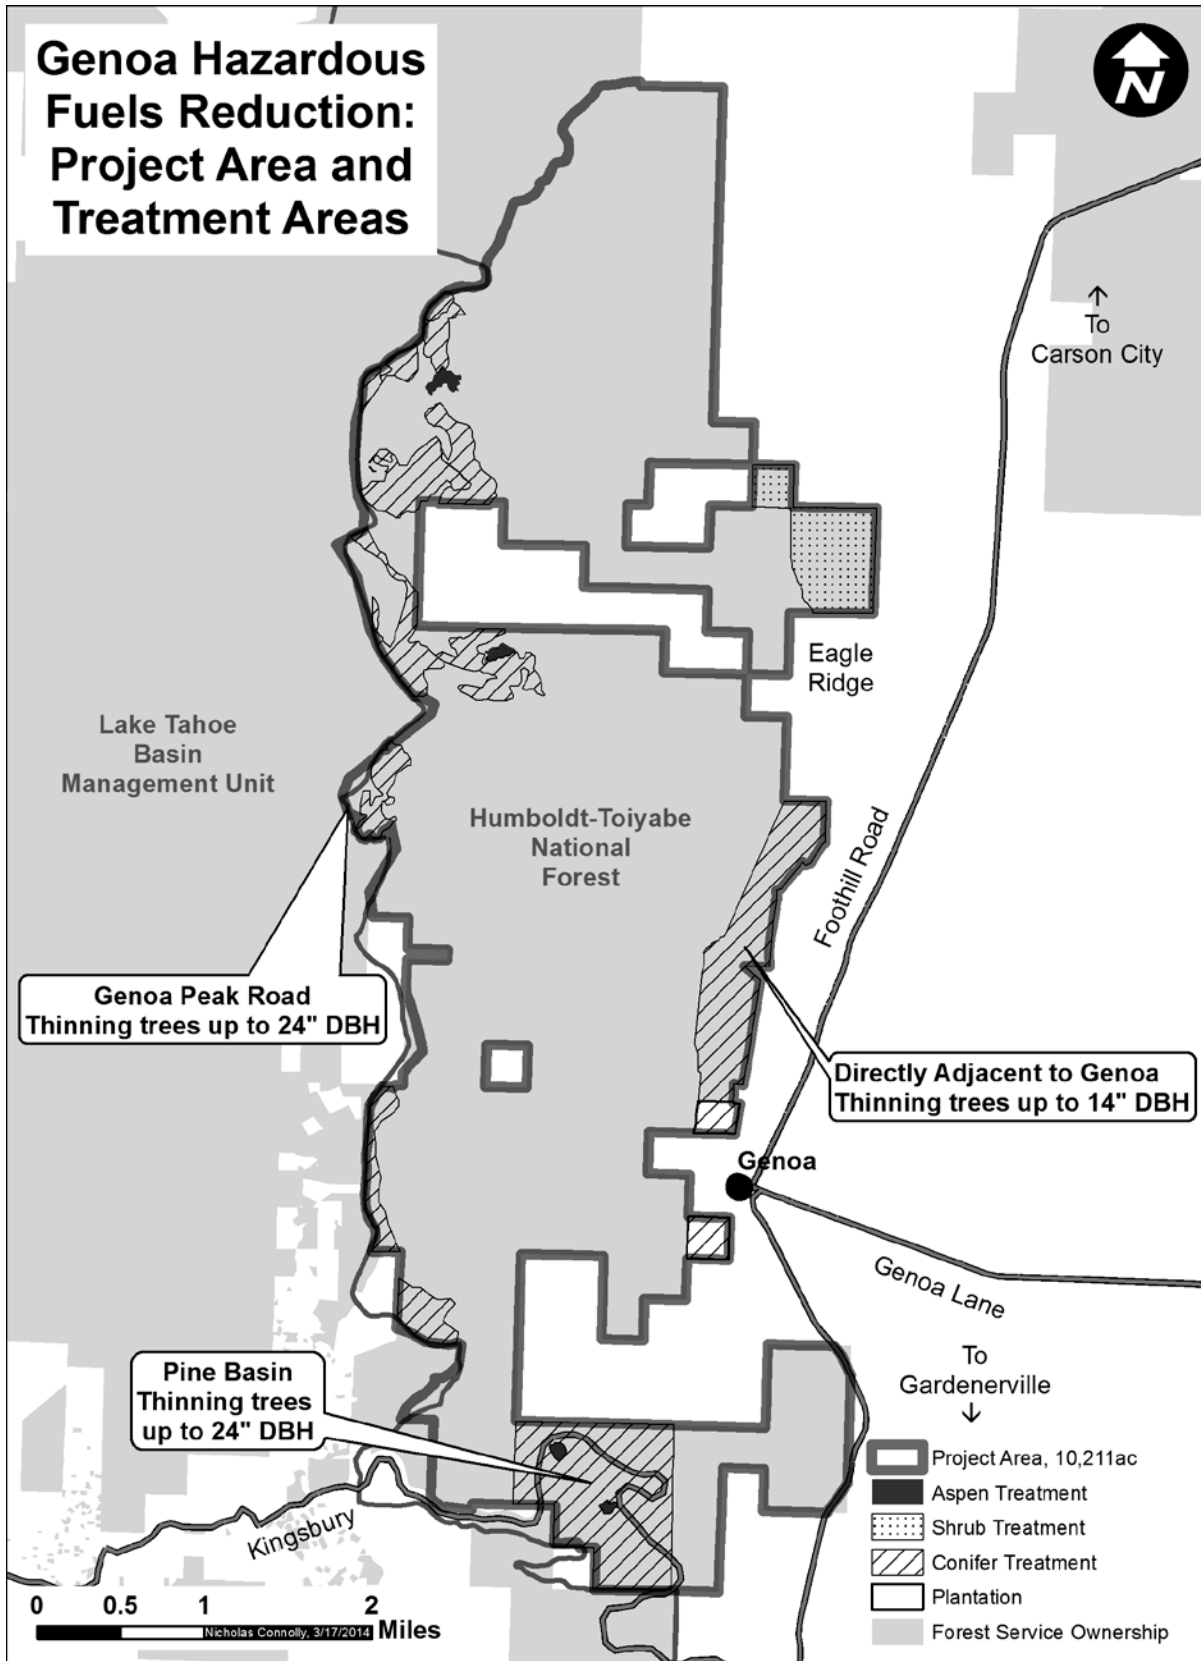 Genoa Hazardous
Fuels Reduction:
Project Area and
Treatment Areas
N
↑
To
Carson City
Eagle
Ridge
Lake Tahoe
Basin
Management Unit
Humboldt-Toiyabe
National
Forest
Foothill Road
Genoa Peak Road
Thinning trees up to 24" DBH
Directly Adjacent to Genoa
Thinning trees up to 14" DBH
Genoa
Genoa Lane
To
Gardenerville
↓
Pine Basin
Thinning trees
up to 24" DBH
Kingsbury
Project Area, 10,211ac
Aspen Treatment
Shrub Treatment
Conifer Treatment
Plantation
Forest Service Ownership
0 0.5 1 2
Miles
Nicholas Connolly, 3/17/2014